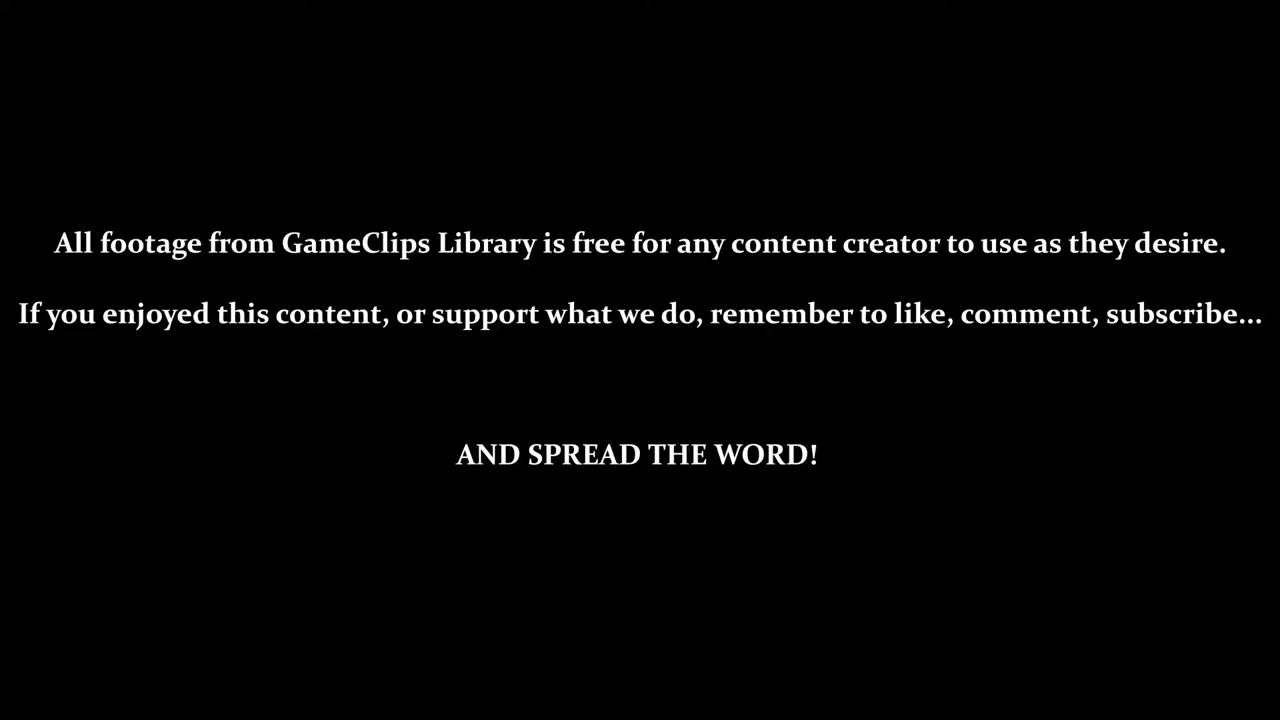 All footage from GameClips Library is free for any content creator to use as they desire.
If you enjoyed this content, or support what we do, remember to like, comment, subscribe...
AND SPREAD THE WORD!